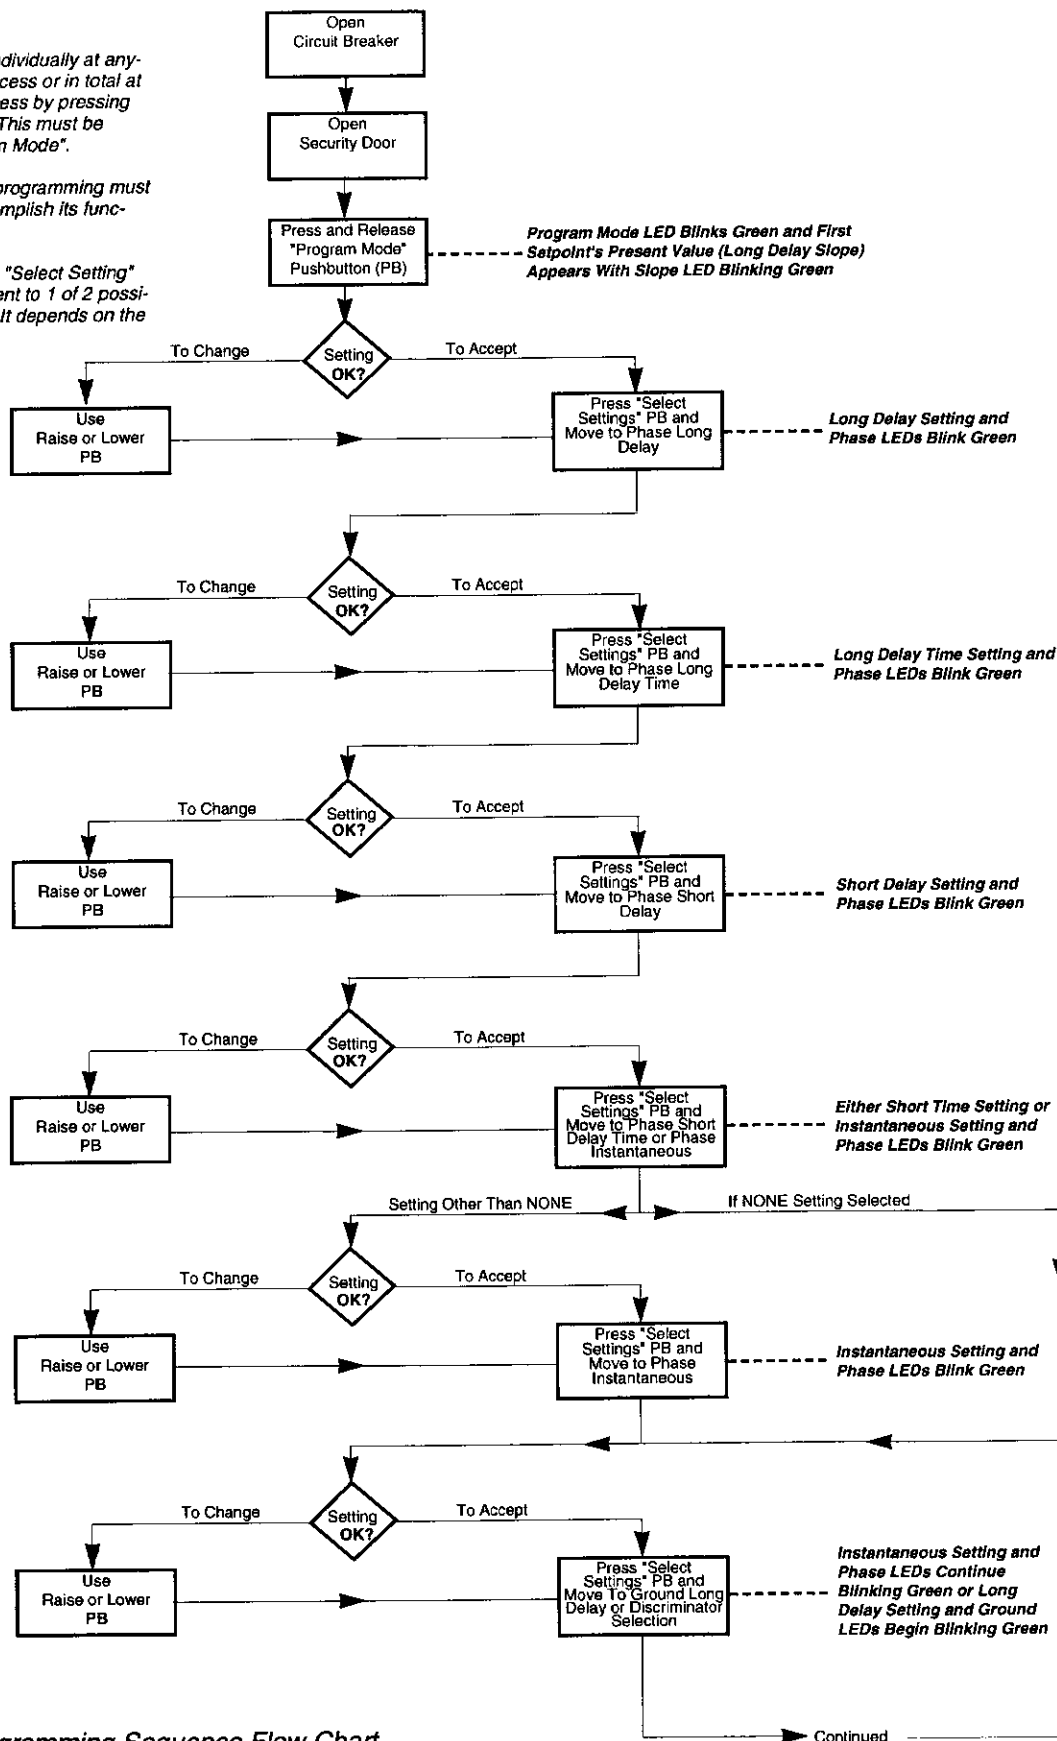 Open
Circuit Breaker
dividually at any-
cess or in total at
ess by pressing
This must be
n Mode".
programming must
mplish its func-
"Select Setting"
ent to 1 of 2 possi-
It depends on the
Open
Security Door
Press and Release
"Program Mode"
Pushbutton (PB)
Program Mode LED Blinks Green and First
Setpoint's Present Value (Long Delay Slope)
Appears With Slope LED Blinking Green
To Change
Setting
OK?
To Accept
Use
Raise or Lower
PB
Press "Select
Settings" PB and
Move to Phase Long
Delay
Long Delay Setting and
Phase LEDs Blink Green
To Change
Setting
OK?
To Accept
Use
Raise or Lower
PB
Press "Select
Settings" PB and
Move to Phase Long
Delay Time
Long Delay Time Setting and
Phase LEDs Blink Green
To Change
Setting
OK?
To Accept
Use
Raise or Lower
PB
Press "Select
Settings" PB and
Move to Phase Short
Delay
Short Delay Setting and
Phase LEDs Blink Green
To Change
Setting
OK?
To Accept
Use
Raise or Lower
PB
Press "Select
Settings" PB and
Move to Phase Short
Delay Time or Phase
Instantaneous
Either Short Time Setting or
Instantaneous Setting and
Phase LEDs Blink Green
Setting Other Than NONE
If NONE Setting Selected
To Change
Setting
OK?
To Accept
Use
Raise or Lower
PB
Press "Select
Settings" PB and
Move to Phase
Instantaneous
Instantaneous Setting and
Phase LEDs Blink Green
To Change
Setting
OK?
To Accept
Use
Raise or Lower
PB
Press "Select
Settings" PB and
Move To Ground Long
Delay or Discriminator
Selection
Instantaneous Setting and
Phase LEDs Continue
Blinking Green or Long
Delay Setting and Ground
LEDs Begin Blinking Green
Continued
gramming Sequence Flow Chart